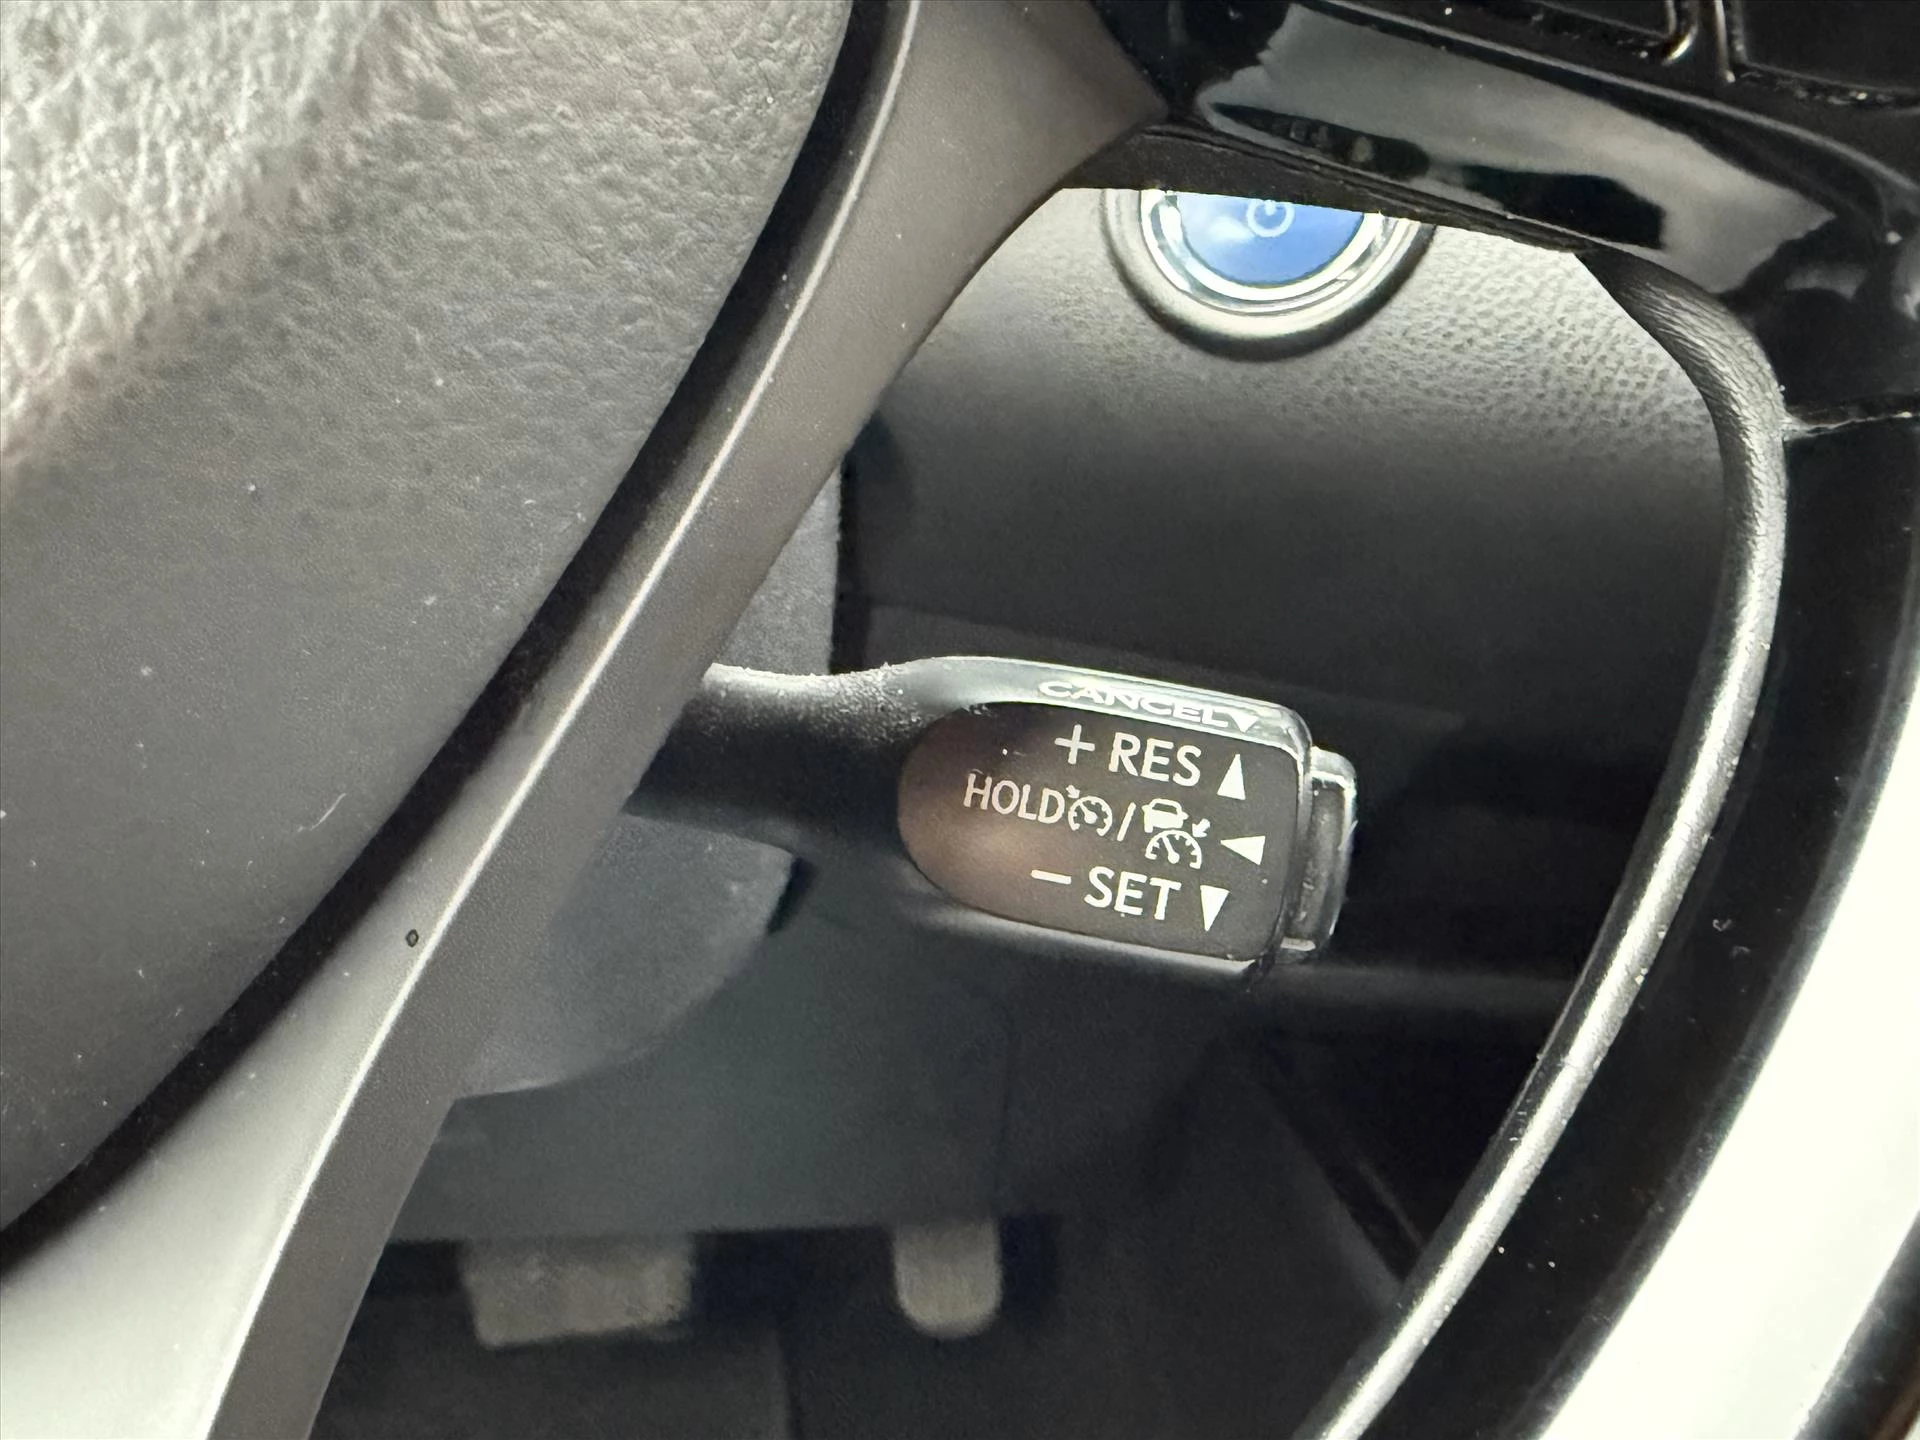 CANCEL▼
+ RES ▲
HOLD / ◀
− SET ▼